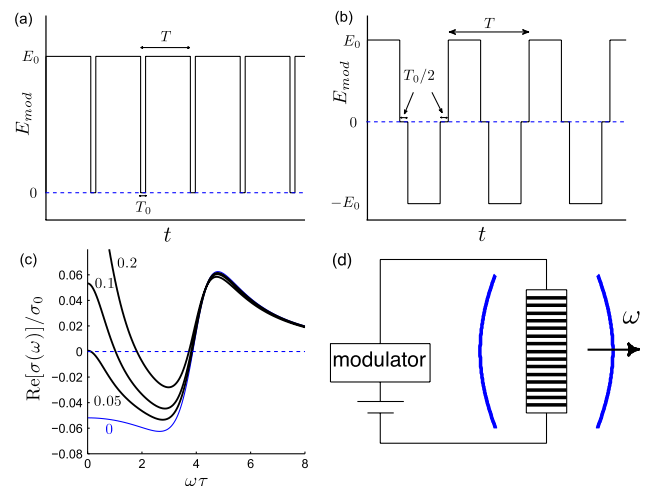 (a)
T
E₀
E_mod
0
T₀
t
(b)
T
E₀
T₀/2
E_mod
0
−E₀
t
(c)
0.2
0.06
0.1
0.04
0.02
0
−0.02
−0.04
0.05
−0.06
0
−0.08
Re[σ(ω)]/σ₀
0 2 4 6 8
ωτ
(d)
ω
modulator